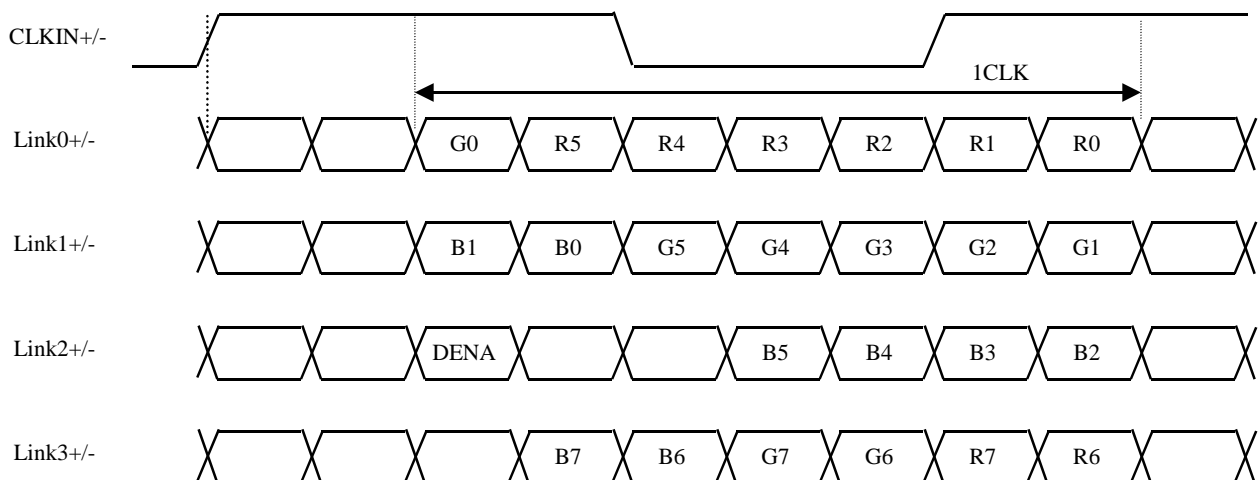 CLKIN+/-
1CLK
Link0+/- G0 R5 R4 R3 R2 R1 R0
Link1+/- B1 B0 G5 G4 G3 G2 G1
Link2+/- DENA B5 B4 B3 B2
Link3+/- B7 B6 G7 G6 R7 R6